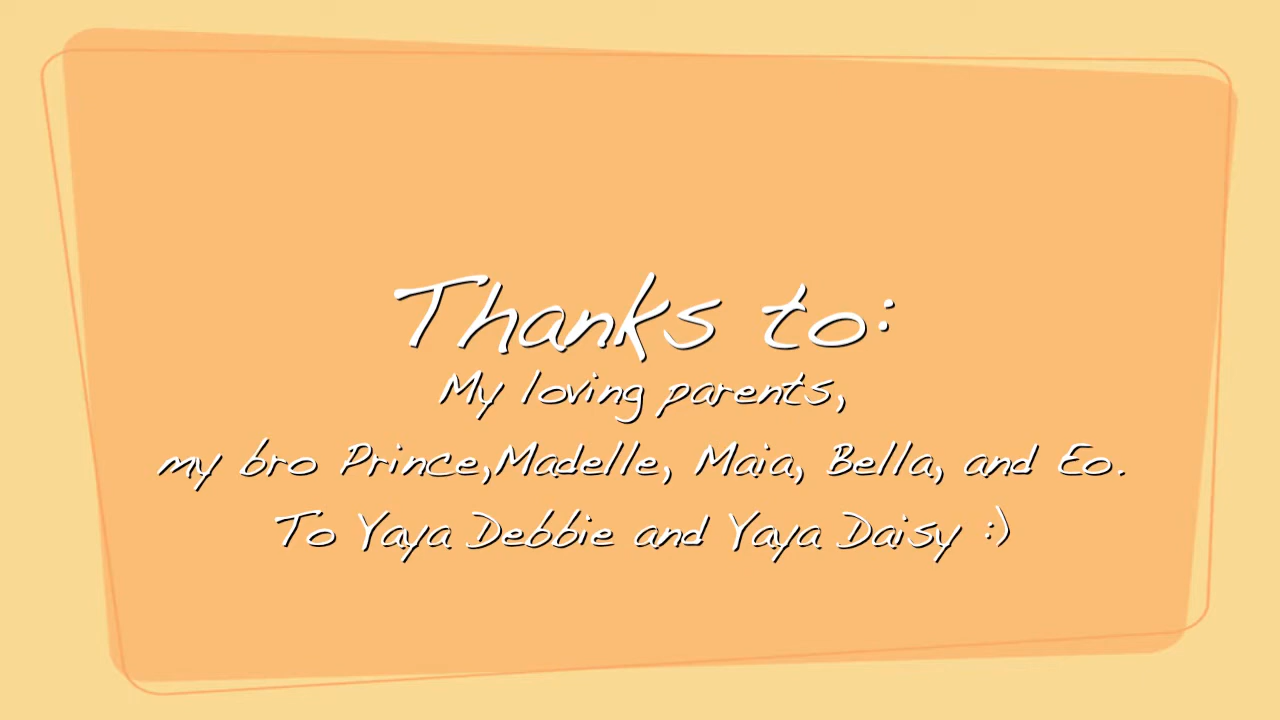 Thanks to:
My loving parents,
my bro Prince,Madelle, Maia, Bella, and Eo.
To Yaya Debbie and Yaya Daisy :)